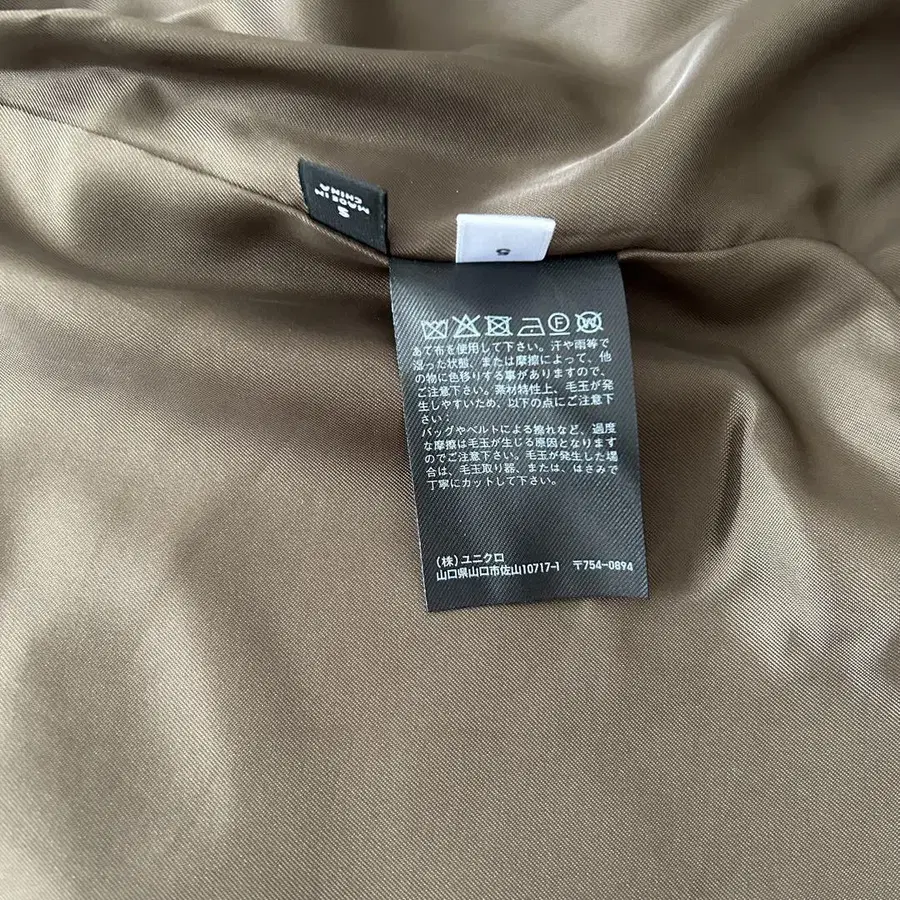 S
MADE IN
CHINA
5
F
W
あて布を使用して下さい。汗や雨等で
湿った状態、または摩擦によって、他
の物に色移りする事がありますので、
ご注意下さい。素材特性上、毛玉が発
生しやすいため、以下の点にご注意下さ
い：
バッグやベルトによる擦れなど、過度
な摩擦は毛玉が生じる原因となります
のでご注意下さい。毛玉が発生した場
合は、毛玉取り器、または、はさみで
丁寧にカットして下さい。
(株)ユニクロ
山口県山口市佐山10717-1 〒754-0894